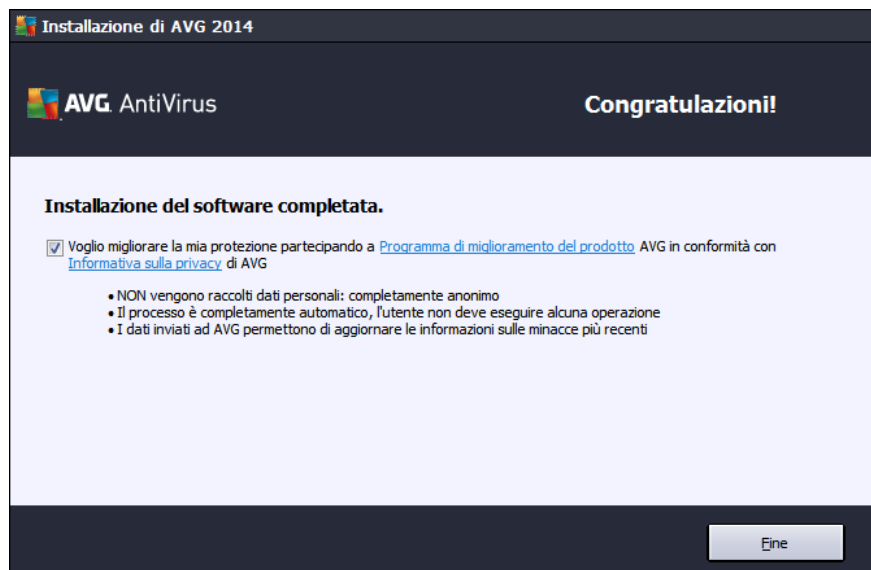 Installazione di AVG 2014
AVG. AntiVirus
Congratulazioni!
Installazione del software completata.
Voglio migliorare la mia protezione partecipando a Programma di miglioramento del prodotto AVG in conformità con
Informativa sulla privacy di AVG
• NON vengono raccolti dati personali: completamente anonimo
• Il processo è completamente automatico, l'utente non deve eseguire alcuna operazione
• I dati inviati ad AVG permettono di aggiornare le informazioni sulle minacce più recenti
Fine